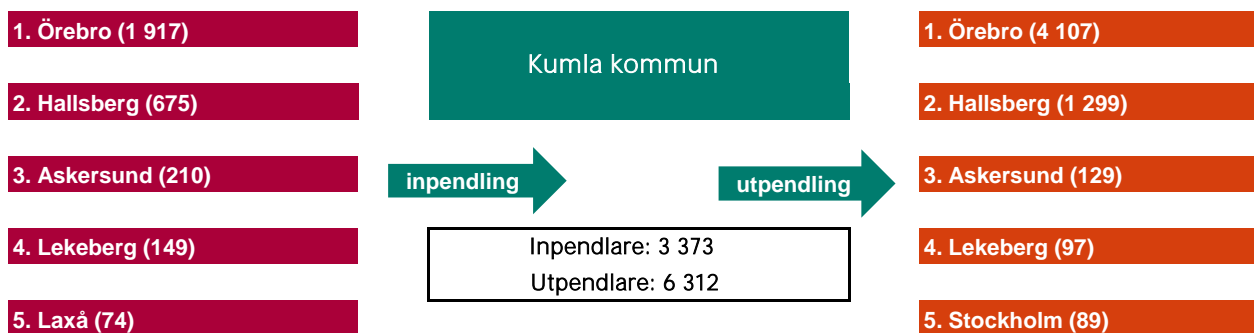 1. Örebro (1 917)
2. Hallsberg (675)
3. Askersund (210)
4. Lekeberg (149)
5. Laxå (74)
Kumla kommun
inpendling
utpendling
Inpendlare: 3 373
Utpendlare: 6 312
1. Örebro (4 107)
2. Hallsberg (1 299)
3. Askersund (129)
4. Lekeberg (97)
5. Stockholm (89)